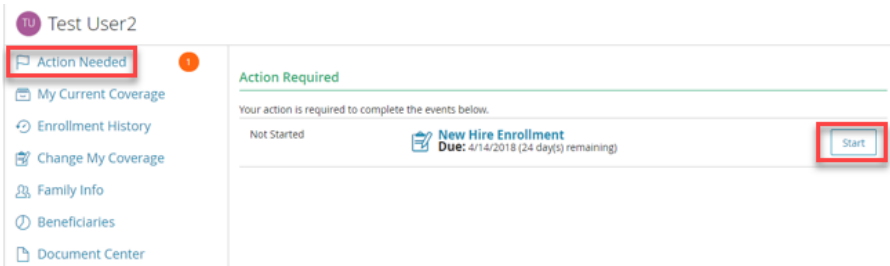 TU Test User2
Action Needed 1
My Current Coverage
Enrollment History
Change My Coverage
Family Info
Beneficiaries
Document Center
Action Required
Your action is required to complete the events below.
Not Started New Hire Enrollment Start
Due: 4/14/2018 (24 day(s) remaining)